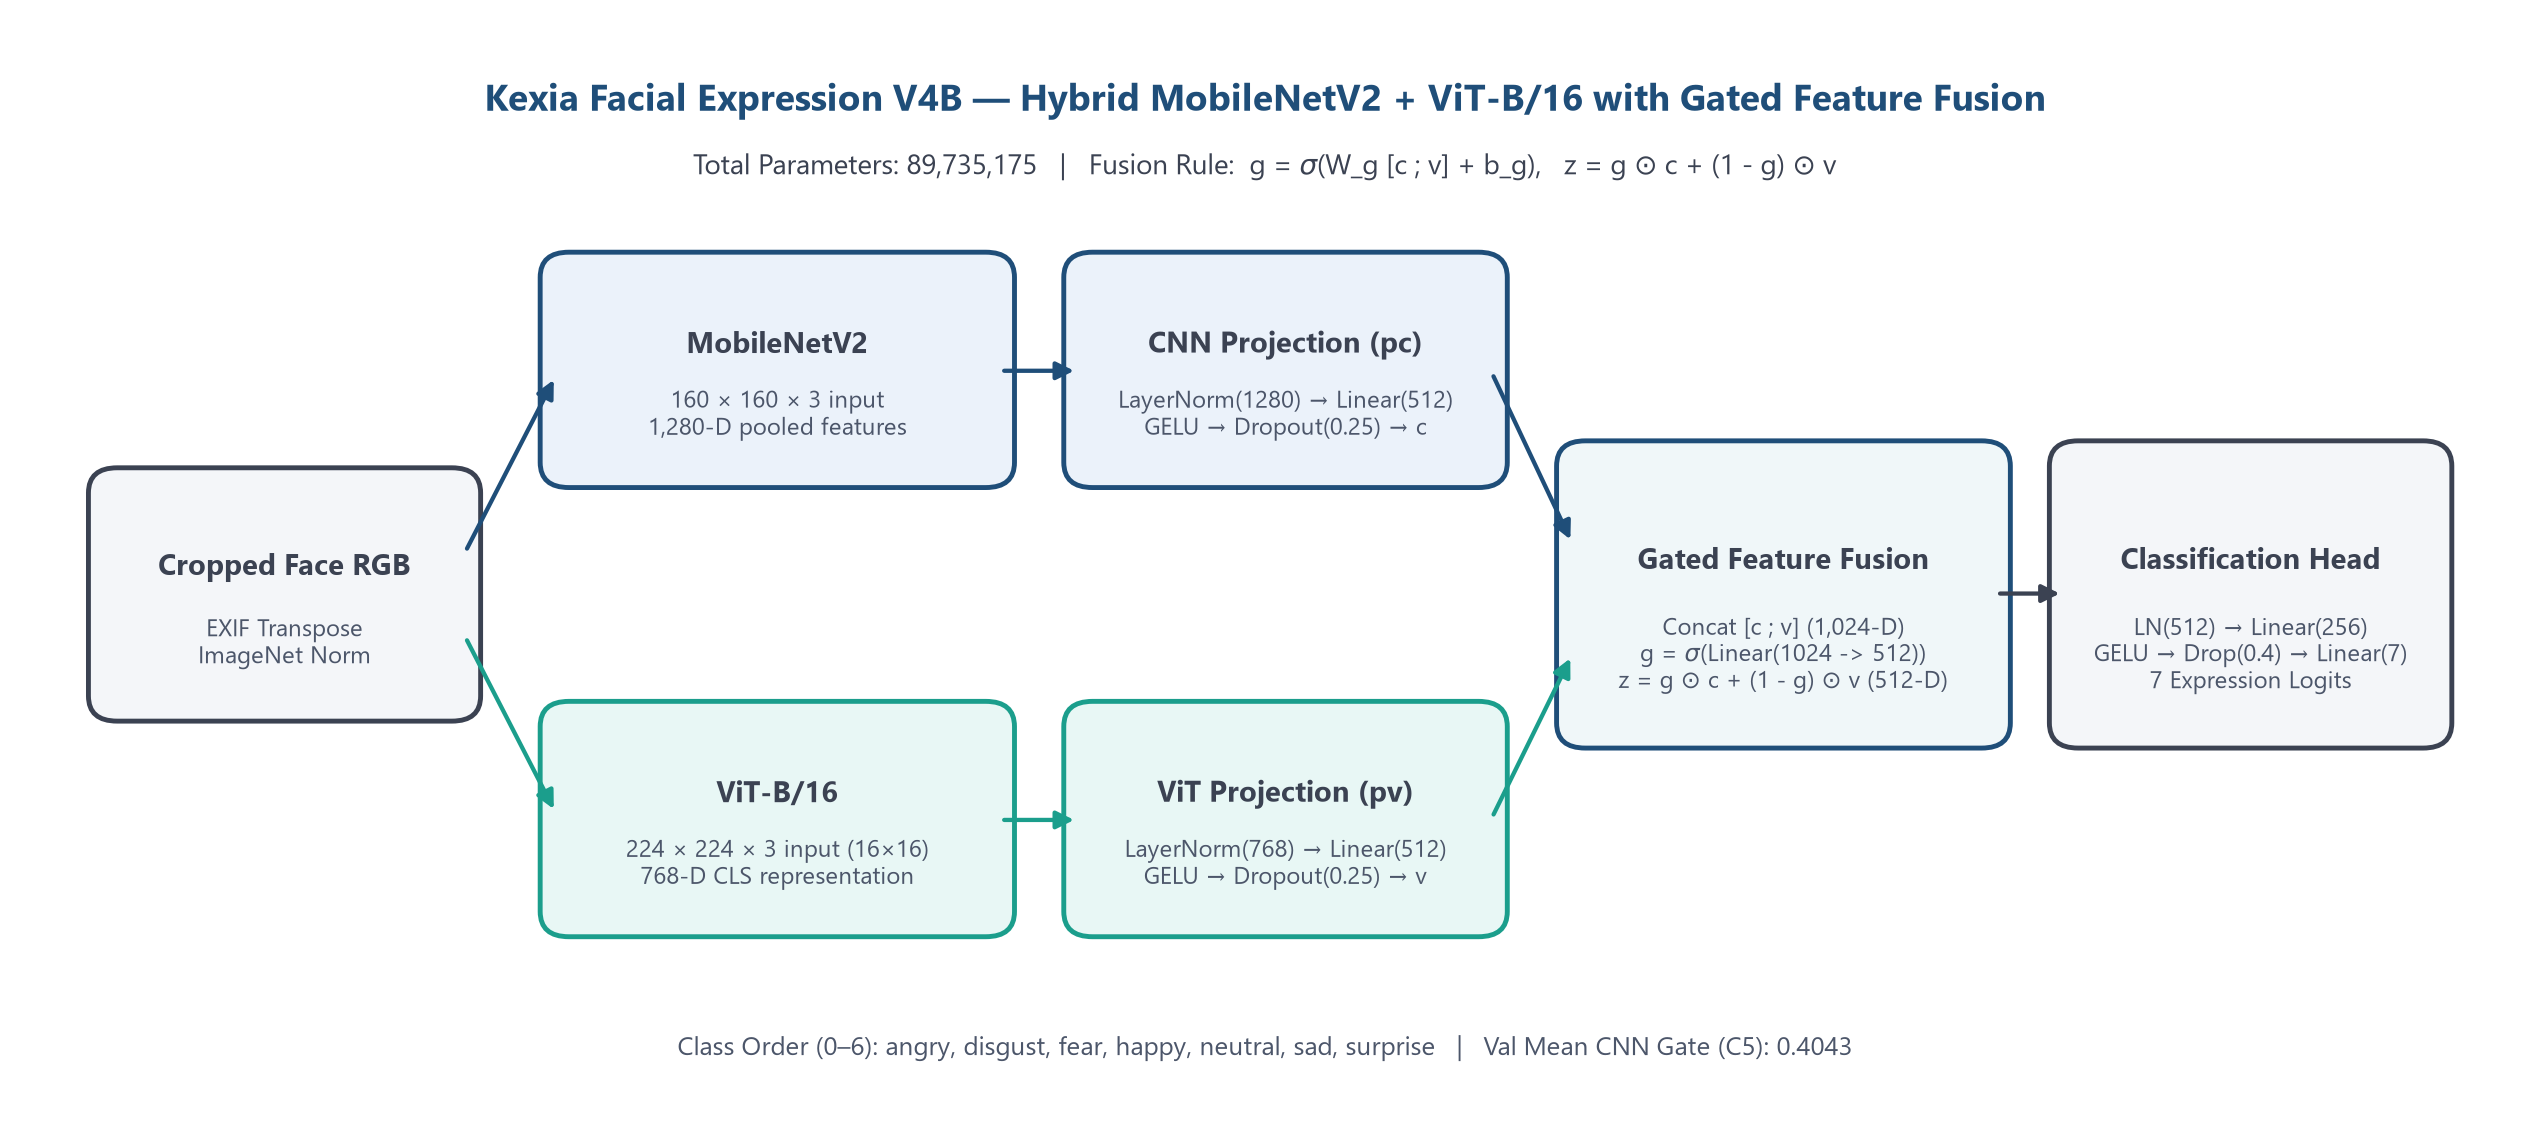 Kexia Facial Expression V4B — Hybrid MobileNetV2 + ViT-B/16 with Gated Feature Fusion
Total Parameters: 89,735,175 | Fusion Rule: g = σ(W_g [c ; v] + b_g), z = g ⊙ c + (1 - g) ⊙ v
Cropped Face RGB
EXIF Transpose
ImageNet Norm
MobileNetV2
160 × 160 × 3 input
1,280-D pooled features
CNN Projection (pc)
LayerNorm(1280) → Linear(512)
GELU → Dropout(0.25) → c
ViT-B/16
224 × 224 × 3 input (16×16)
768-D CLS representation
ViT Projection (pv)
LayerNorm(768) → Linear(512)
GELU → Dropout(0.25) → v
Gated Feature Fusion
Concat [c ; v] (1,024-D)
g = σ(Linear(1024 -> 512))
z = g ⊙ c + (1 - g) ⊙ v (512-D)
Classification Head
LN(512) → Linear(256)
GELU → Drop(0.4) → Linear(7)
7 Expression Logits
Class Order (0–6): angry, disgust, fear, happy, neutral, sad, surprise | Val Mean CNN Gate (C5): 0.4043